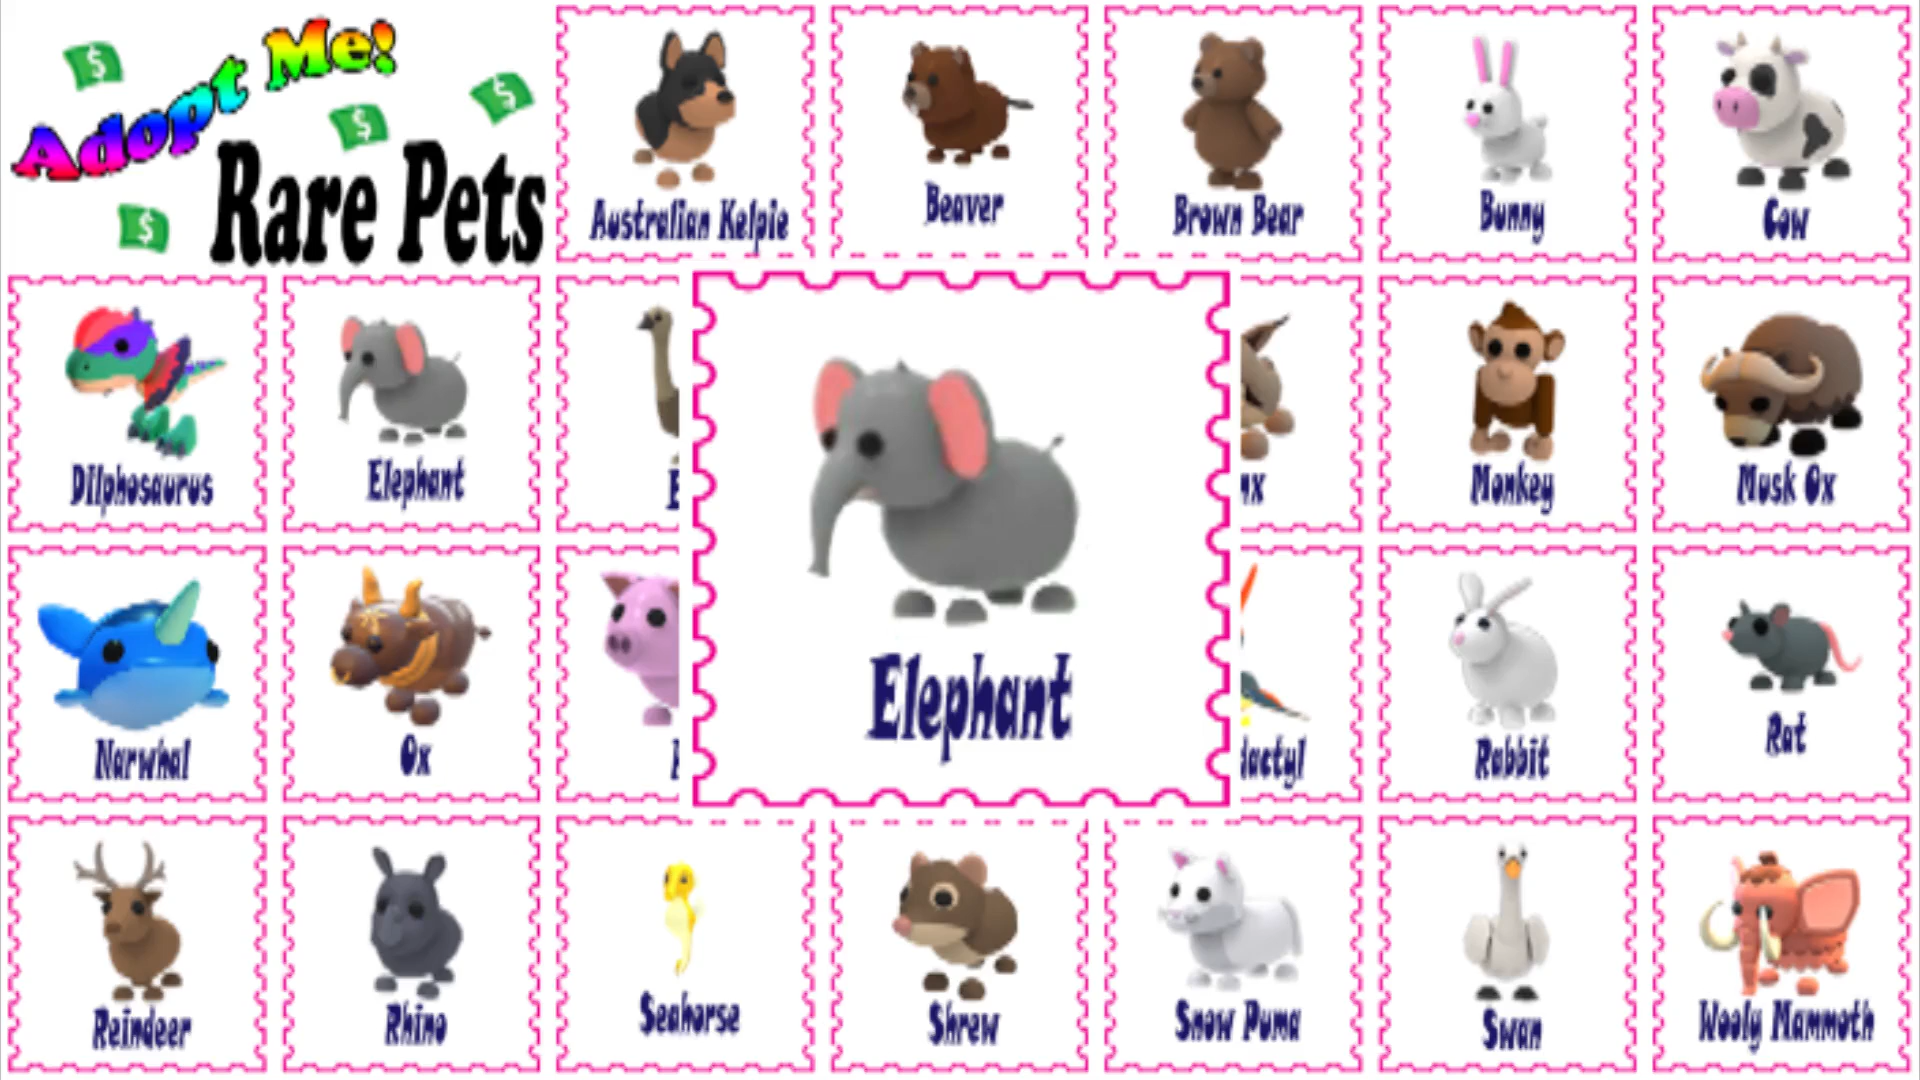 Adopt Me!
Rare Pets
Australian Kelpie
Beaver
Brown Bear
Bunny
Cow
Dilphosaurus
Elephant
Elephant
Monkey
Musk Ox
Narwhal
Ox
Rabbit
Rat
Reindeer
Rhino
Seahorse
Shrew
Snow Puma
Swan
Wooly Mammoth